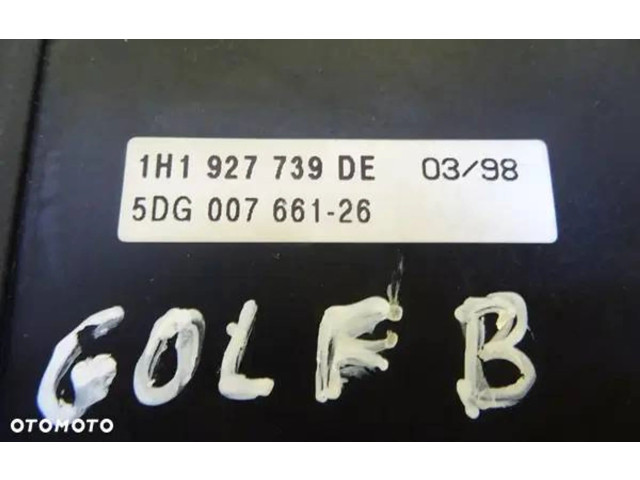 1H1 927 739 DE 03/98
5DG 007 661-26
GOLF B
OTOMOTO